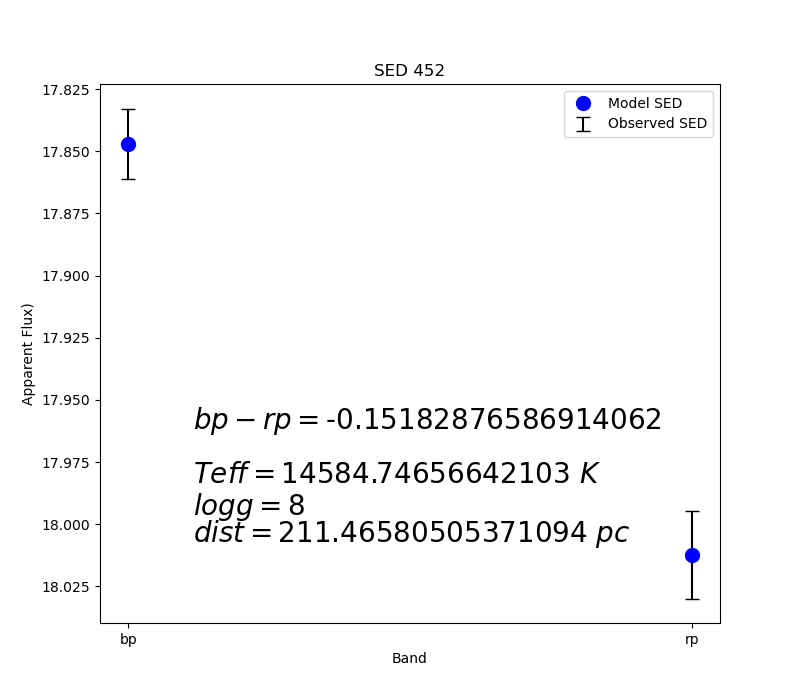 SED 452
17.825
17.850
17.875
17.900
17.925
17.950
17.975
18.000
18.025
Apparent Flux)
Model SED
Observed SED
bp − rp = -0.15182876586914062
Teff = 14584.74656642103 K
logg = 8
dist = 211.46580505371094 pc
bp
rp
Band